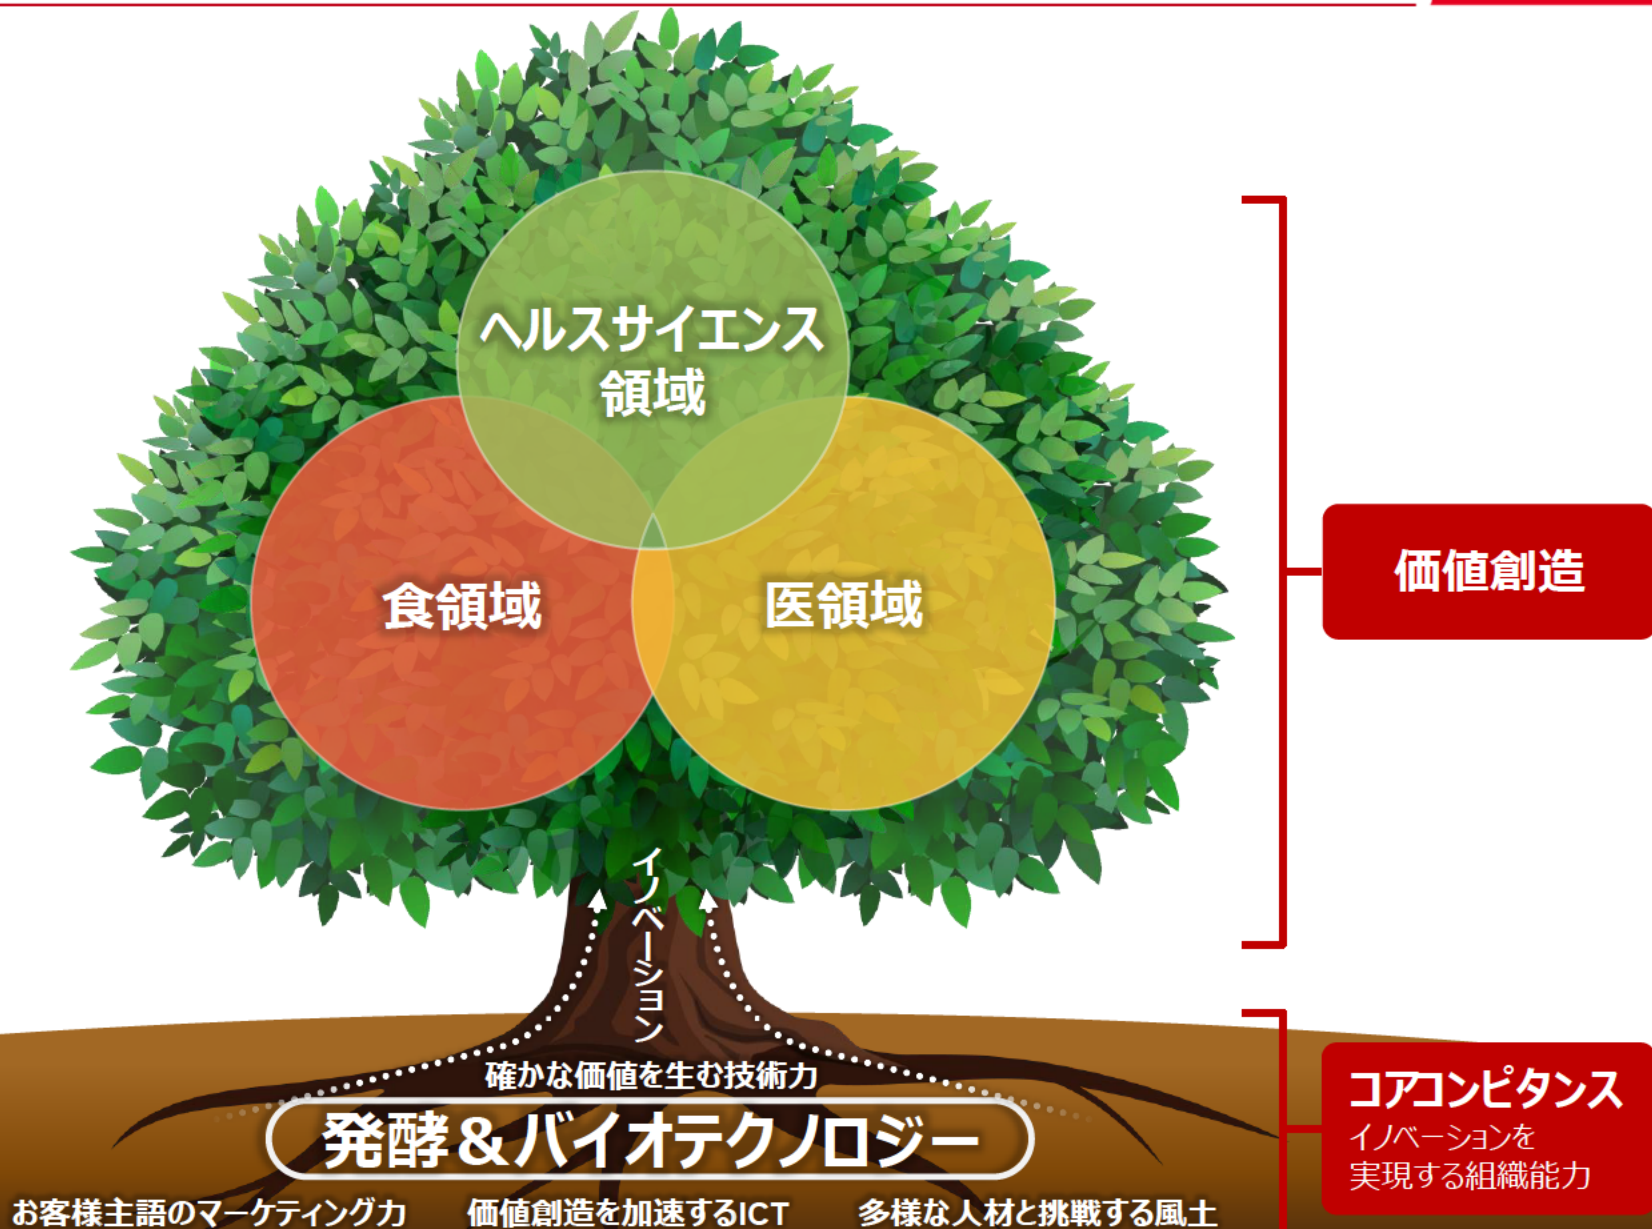 ヘルスサイエンス
領域
食領域
医領域
価値創造
イノベーション
確かな価値を生む技術力
発酵&バイオテクノロジー
コアコンピタンス
イノベーションを
実現する組織能力
お客様主語のマーケティング力
価値創造を加速するICT
多様な人材と挑戦する風土